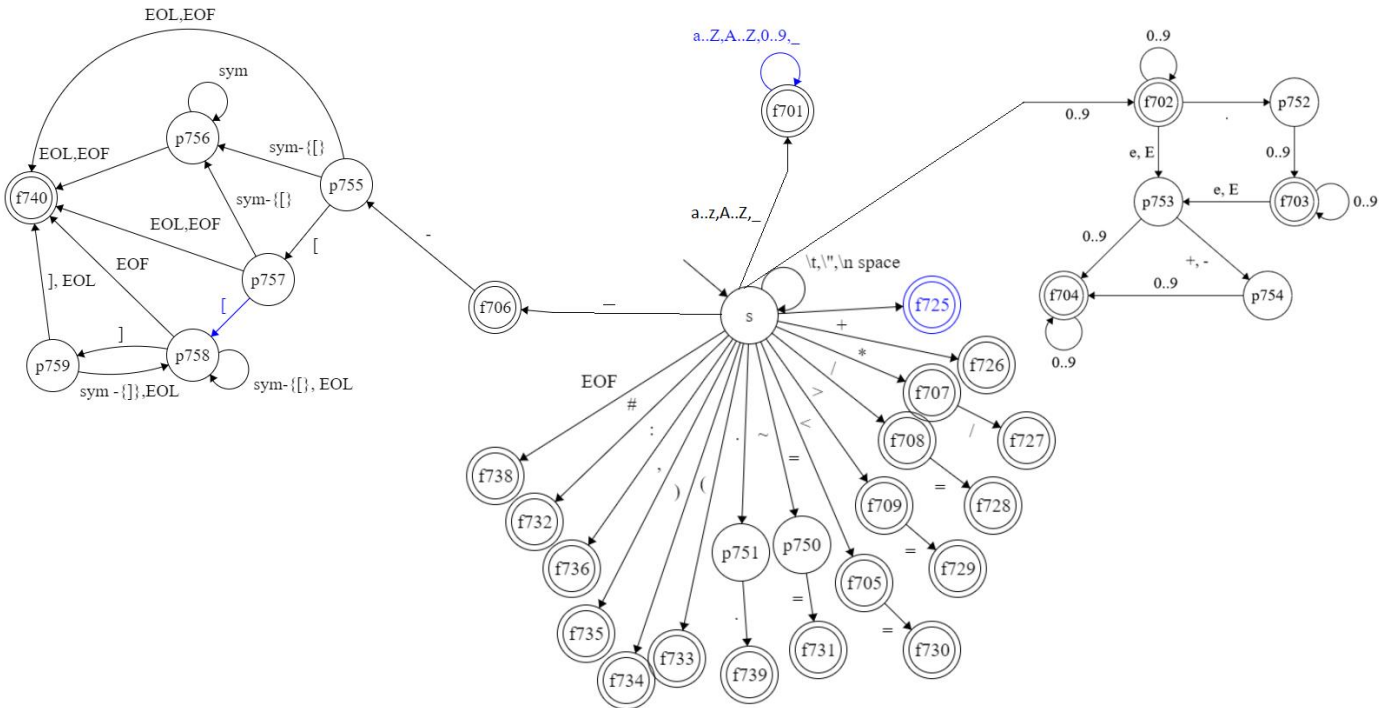 EOL,EOF
sym
p756
EOL,EOF
sym-{[}
f740
p755
sym-{[}
EOL,EOF
[
-
EOF
p757
], EOL
[
]
p759
p758
sym -{]},EOL
sym-{[}, EOL
a..Z,A..Z,0..9,_
f701
a..z,A..Z,_
0..9
0..9
f702
.
p752
e, E
0..9
p753
e, E
f703
0..9
0..9
+, -
f704
0..9
p754
0..9
\t,\",\n space
f706
_
s
f725
+
*
f726
/
f707
>
f708
/
f727
EOF
#
:
,
)
(
.
~
=
<
f738
f732
f709
=
f728
f736
p751
p750
f705
=
f729
f735
.
=
=
f734
f733
f739
f731
f730